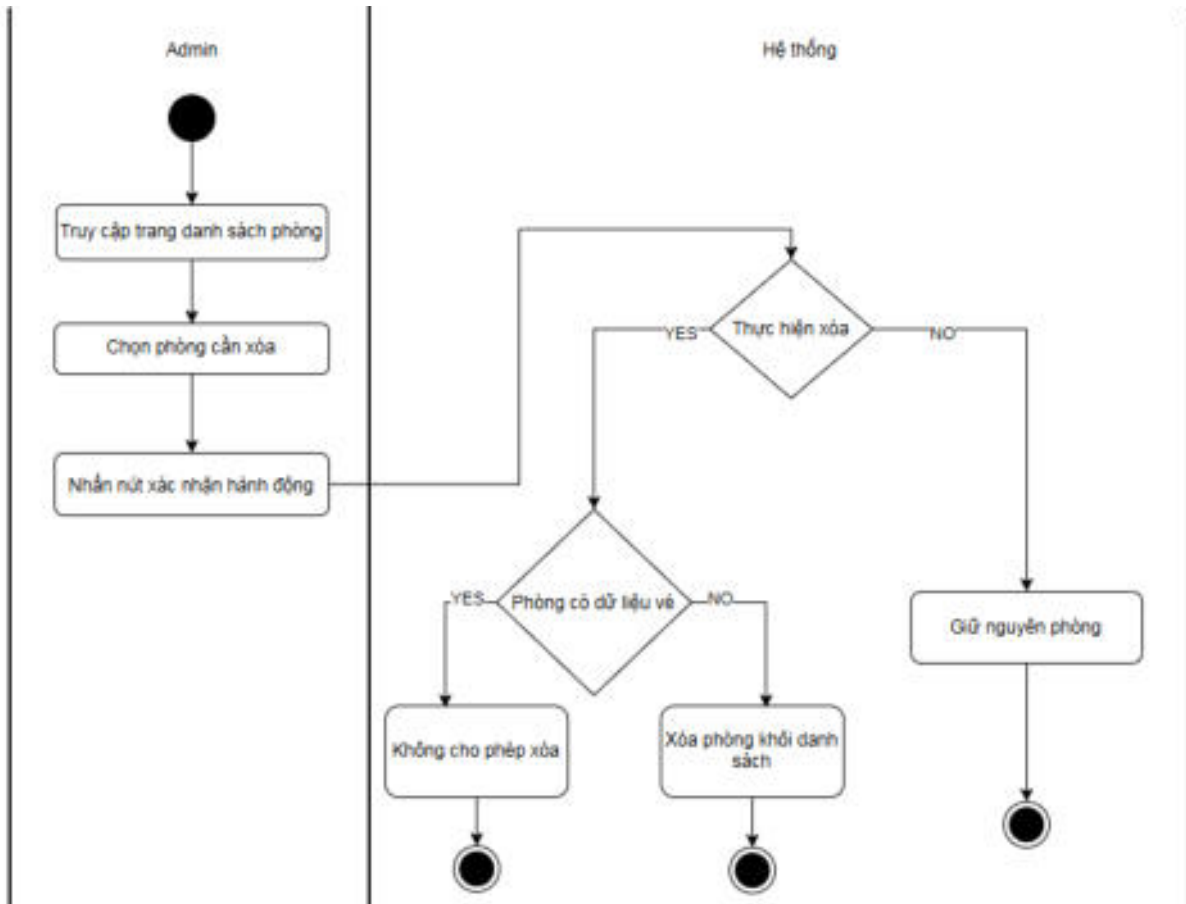 Admin
Hệ thống
Truy cập trang danh sách phòng
Chọn phòng cần xóa
Nhấn nút xác nhận hành động
Thực hiện xóa
YES
NO
Phòng có dữ liệu vé
YES
NO
Giữ nguyên phòng
Không cho phép xóa
Xóa phòng khỏi danh
sách